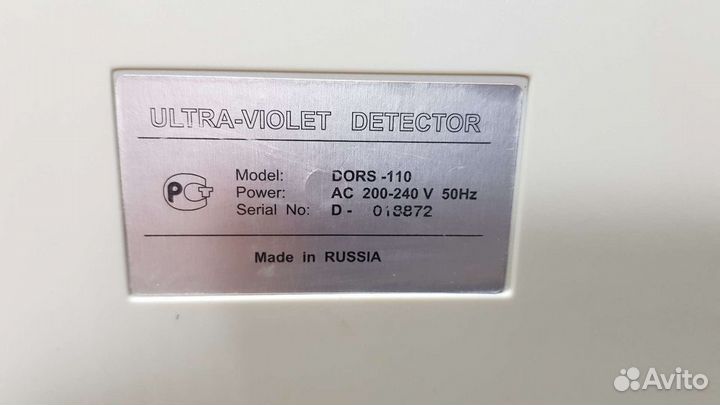 ULTRA-VIOLET DETECTOR
Model: DORS -110
Power: AC 200-240 V 50Hz
Serial No: D - 018872
Made in RUSSIA
Avito